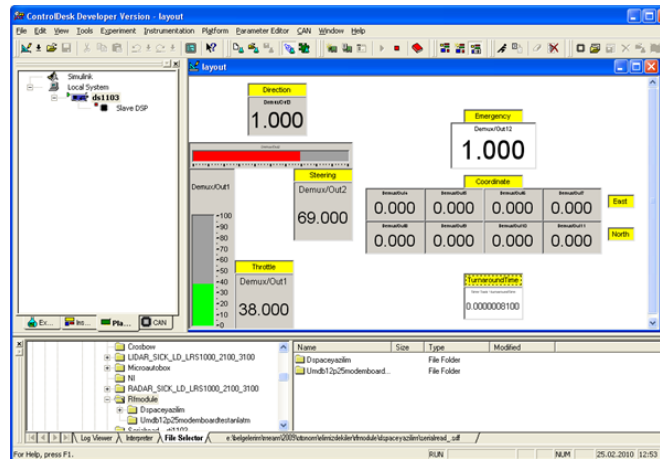 ControlDesk Developer Version - layout
File Edit View Tools Experiment Instrumentation Platform Parameter Editor CAN Window Help
Simulink
Local System
ds1103
Slave DSP
Ex... Ins... Pla... CAN
layout
Direction
1.000
Emergency
Demux/Out12
1.000
Steering
Demux/Out2
69.000
Demux/Out1
100
90
80
70
60
50
40
30
20
10
0
Throttle
Demux/Out1
38.000
Coordinate
0.000 0.000 0.000 0.000
East
0.000 0.000 0.000 0.000
North
TurnaroundTime
0.0000008100
Crosbow
LIDAR_SICK_LD_LRS1000_2100_3100
Microautobox
NI
RADAR_SICK_LD_LRS1000_2100_3100
Rfmodule
Dspaceyazilim
Umdb12p25modemboardtestanlatm
Name Size Type Modified
Dspaceyazilim File Folder
Umdb12p25modemboard... File Folder
Log Viewer Interpreter File Selector
For Help, press F1. RUN NUM 25.02.2010 12:53